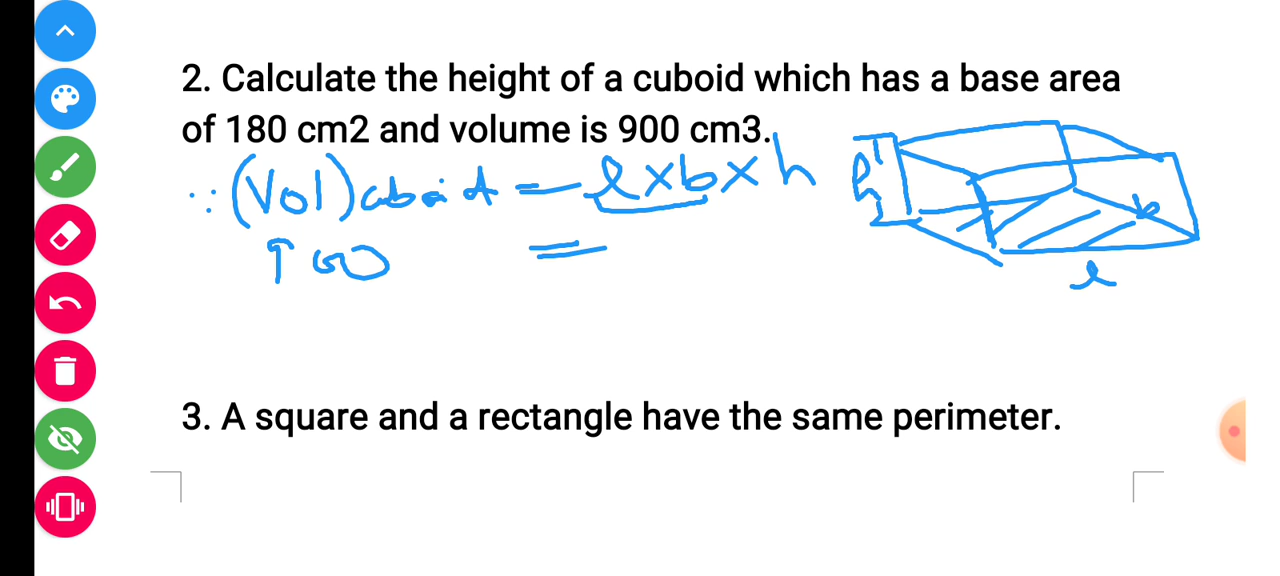 2. Calculate the height of a cuboid which has a base area
of 180 cm2 and volume is 900 cm3.
∵ (Vol)cuboid = l×b×h
900 =
h
b
l
3. A square and a rectangle have the same perimeter.